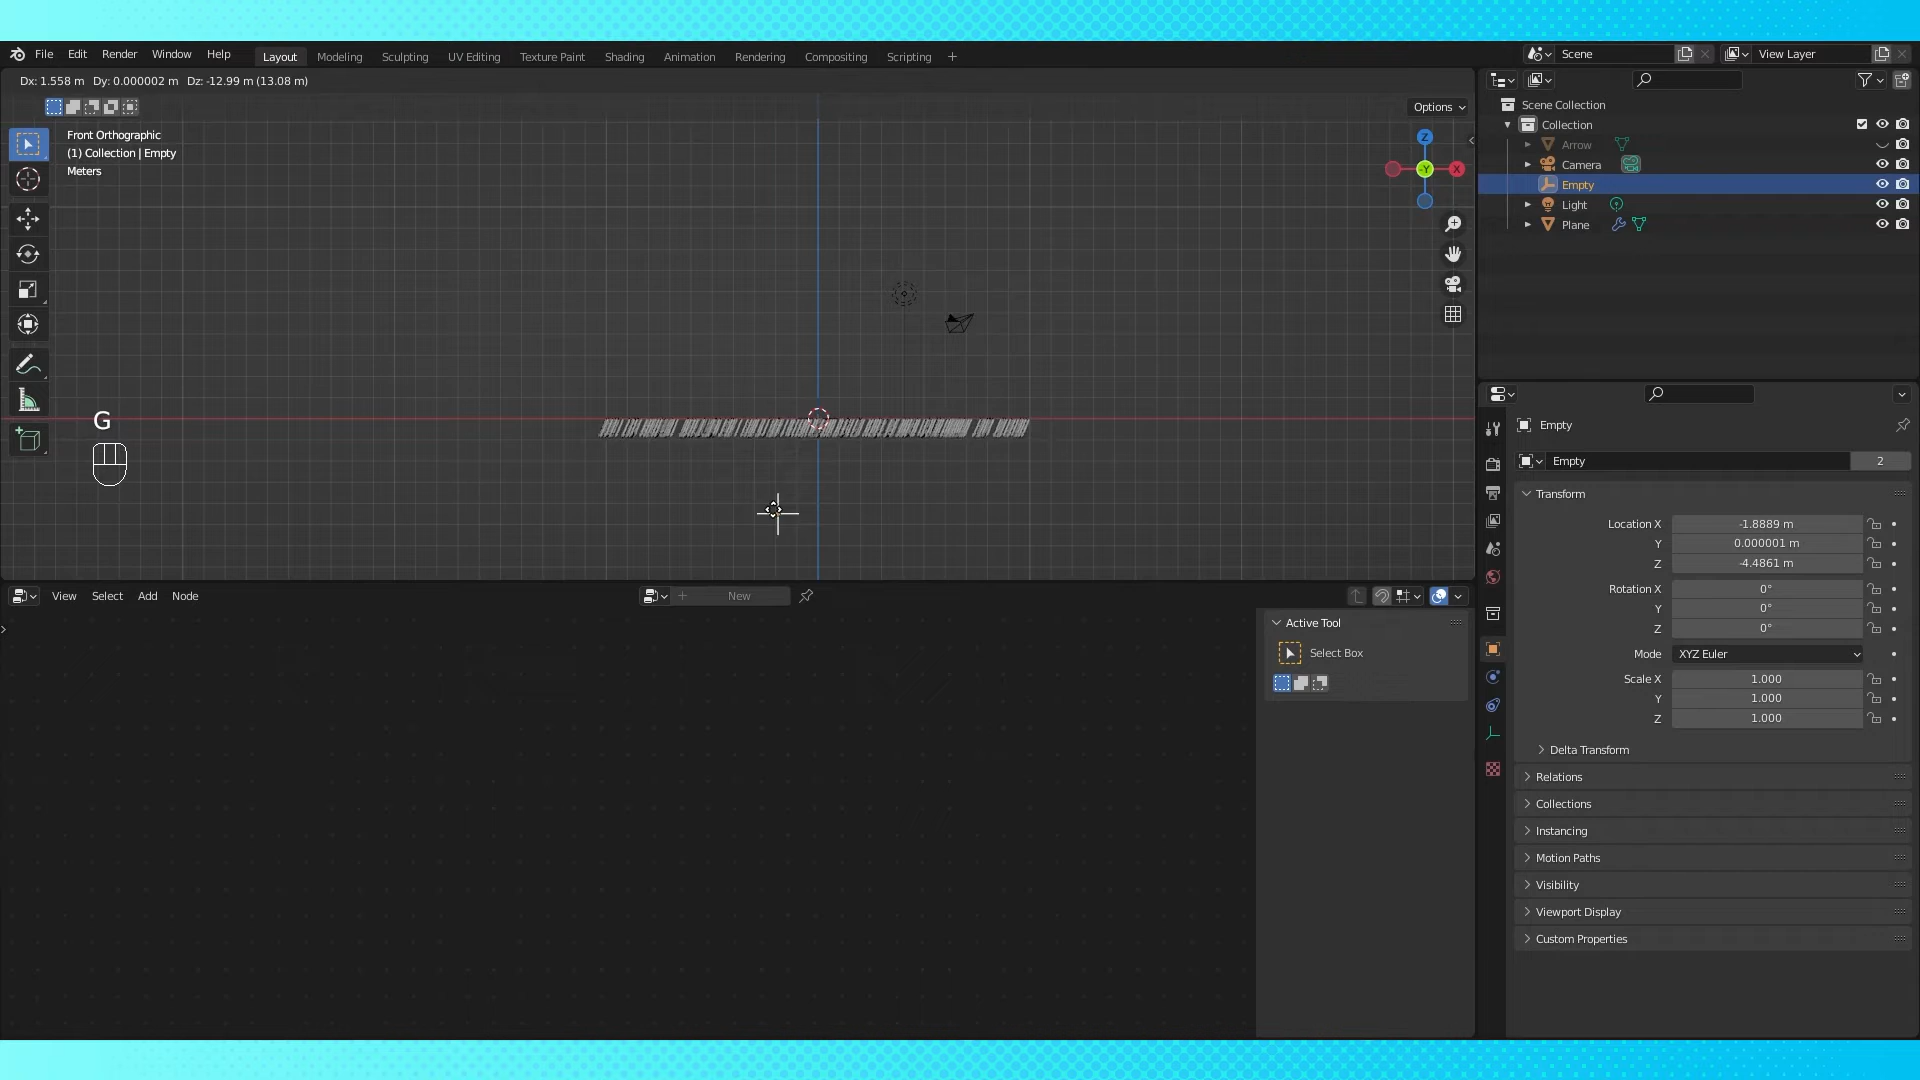 File Edit Render Window Help Layout Modeling Sculpting UV Editing Texture Paint Shading Animation Rendering Compositing Scripting Scene View Layer
Dx: 1.558 m Dy: 0.000002 m Dz: -12.99 m (13.08 m)
Options
Front Orthographic
(1) Collection | Empty
Meters
Z
-Y
X
G
Scene Collection
Collection
Arrow
Camera
Empty
Light
Plane
Empty
Empty 2
Transform
Location X -1.8889 m
Y 0.000001 m
Z -4.4861 m
Rotation X 0°
Y 0°
Z 0°
Mode XYZ Euler
Scale X 1.000
Y 1.000
Z 1.000
Delta Transform
Relations
Collections
Instancing
Motion Paths
Visibility
Viewport Display
Custom Properties
View Select Add Node New
Active Tool
Select Box